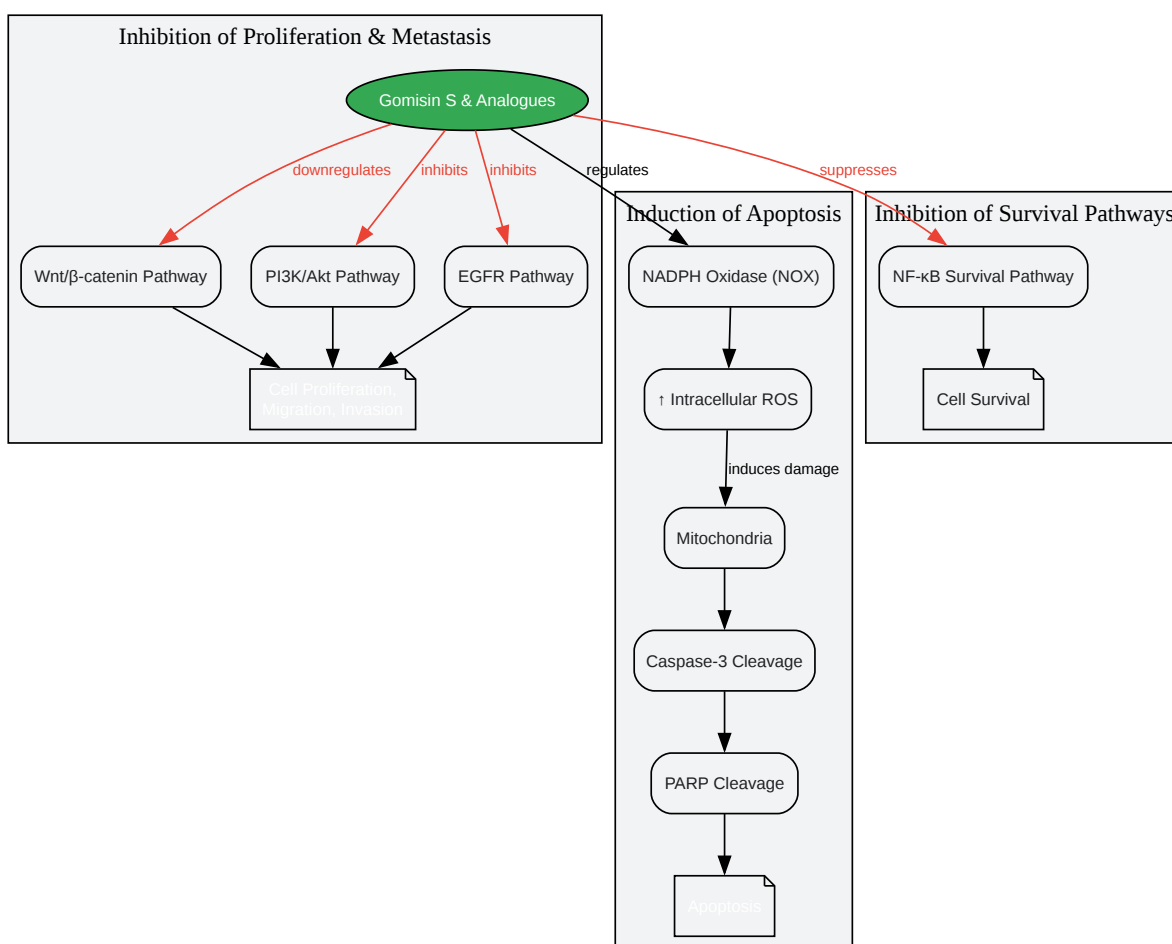 Inhibition of Proliferation & Metastasis
Gomisin S & Analogues
downregulates
inhibits
inhibits
regulates
suppresses
Induction of Apoptosis
Inhibition of Survival Pathways
Wnt/β-catenin Pathway
PI3K/Akt Pathway
EGFR Pathway
NADPH Oxidase (NOX)
NF-κB Survival Pathway
Cell Proliferation,
Migration, Invasion
↑ Intracellular ROS
Cell Survival
induces damage
Mitochondria
Caspase-3 Cleavage
PARP Cleavage
Apoptosis